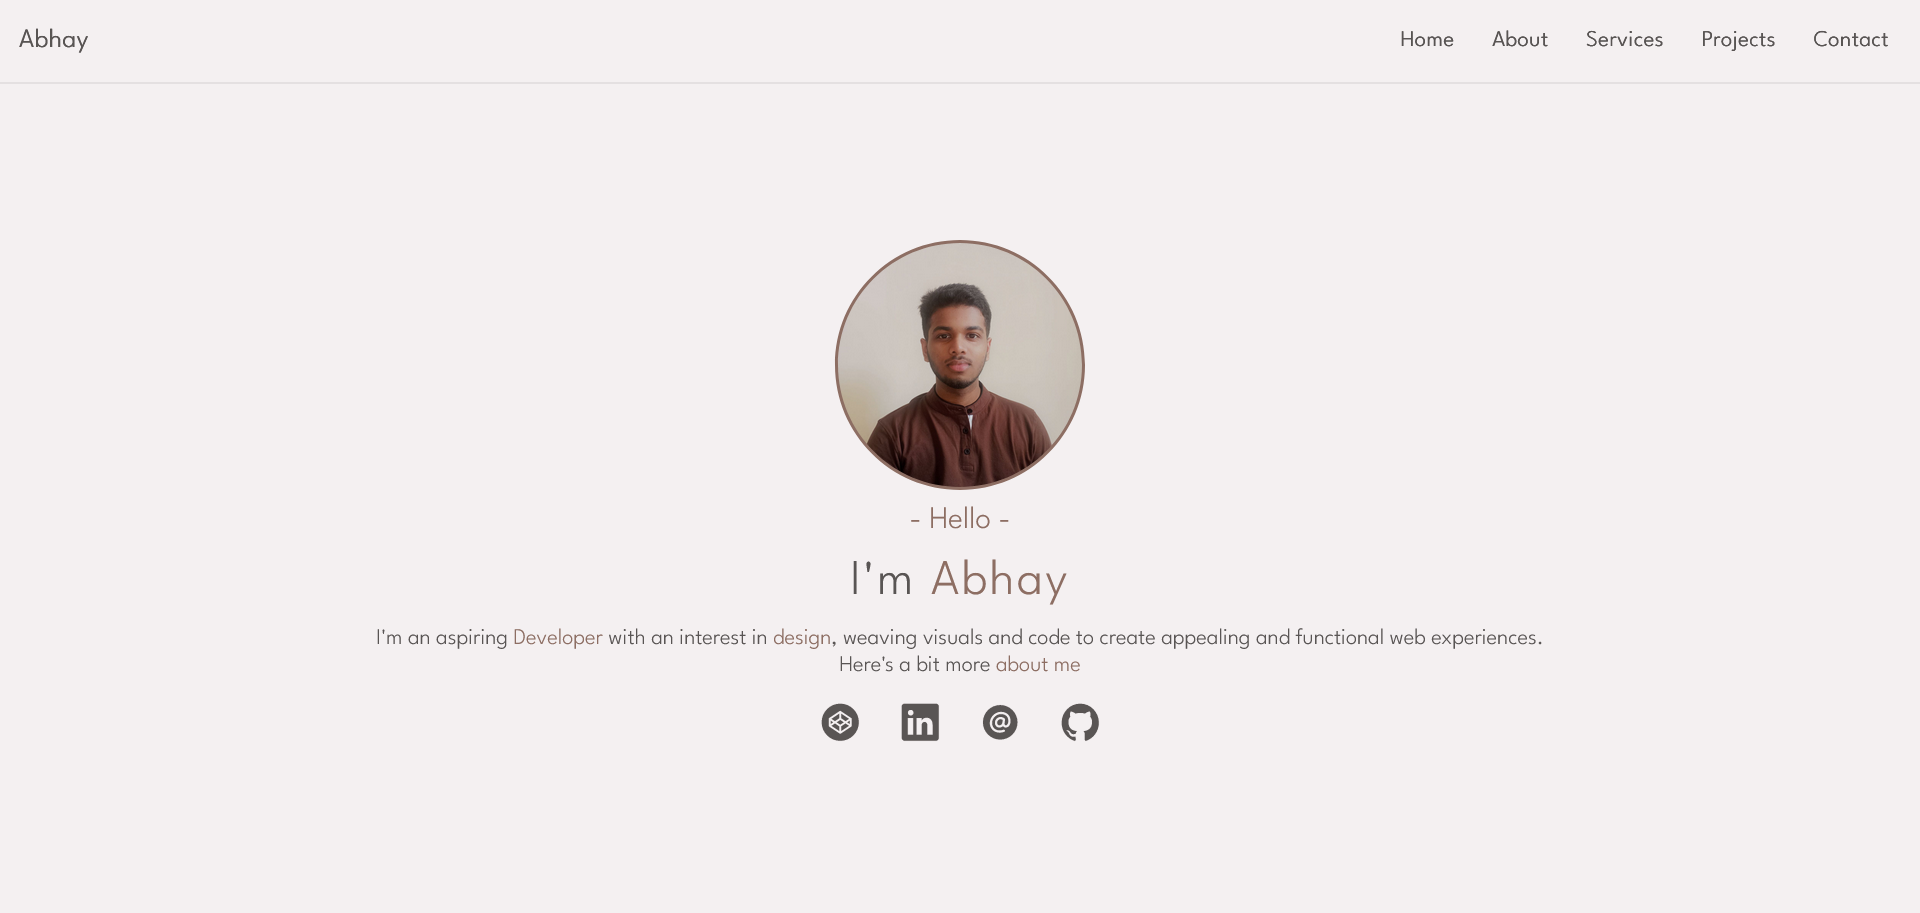 Abhay
Home About Services Projects Contact
- Hello -
I'm Abhay
I'm an aspiring Developer with an interest in design, weaving visuals and code to create appealing and functional web experiences.
Here's a bit more about me
in @